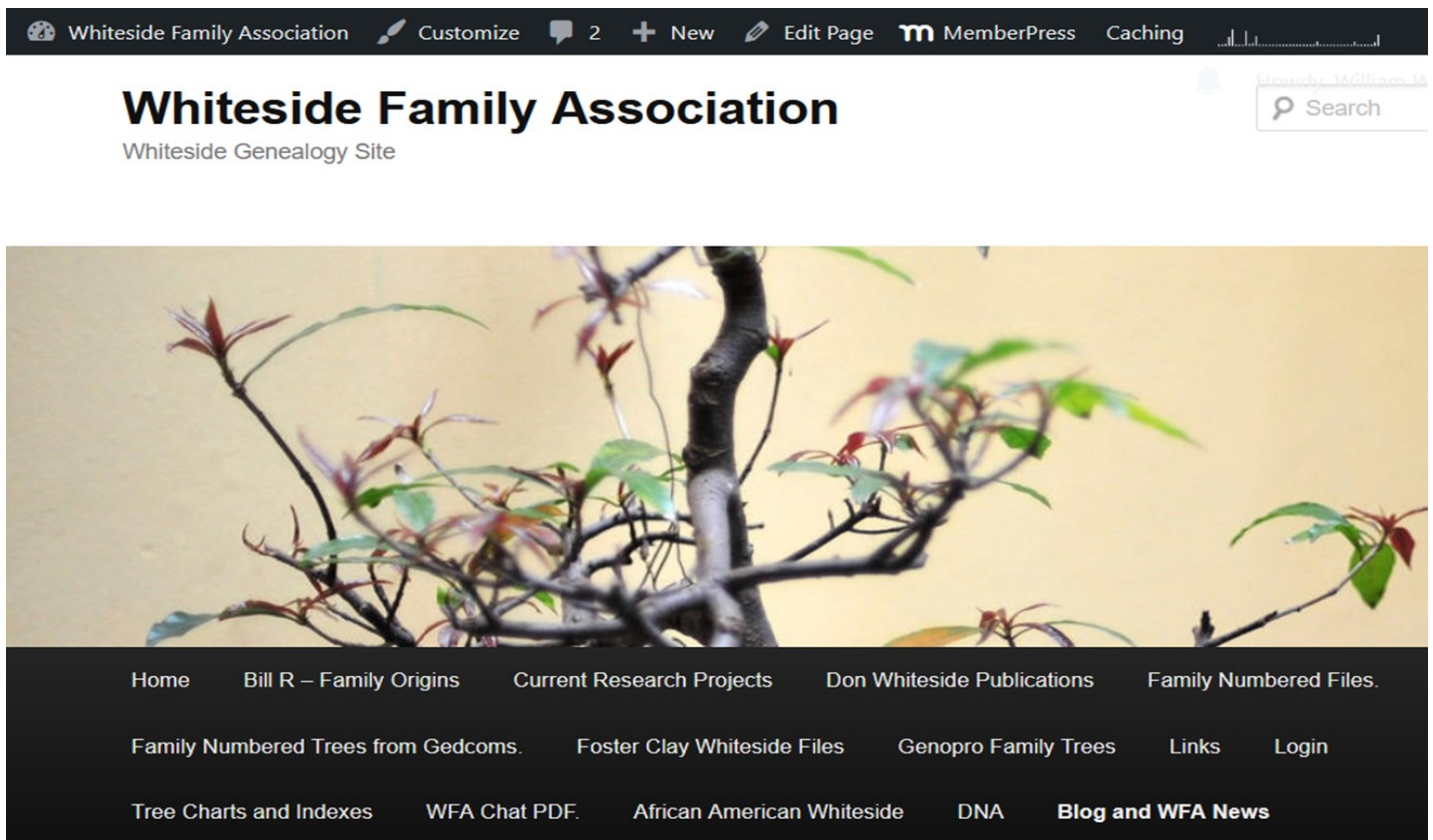 Whiteside Family Association Customize 2 New Edit Page MemberPress Caching
Howdy, William W
Whiteside Family Association
Search
Whiteside Genealogy Site
Home Bill R – Family Origins Current Research Projects Don Whiteside Publications Family Numbered Files.
Family Numbered Trees from Gedcoms. Foster Clay Whiteside Files Genopro Family Trees Links Login
Tree Charts and Indexes WFA Chat PDF. African American Whiteside DNA Blog and WFA News